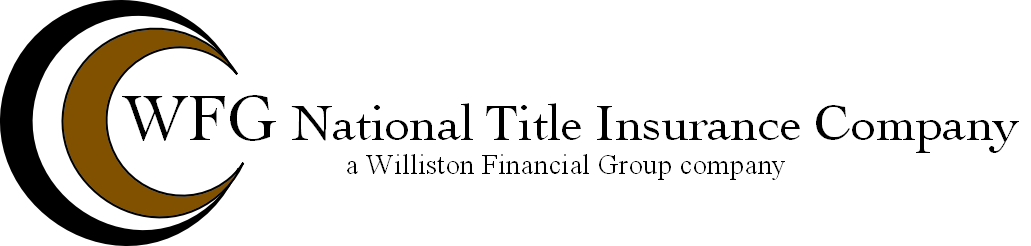 WFG National Title Insurance Company
a Williston Financial Group company